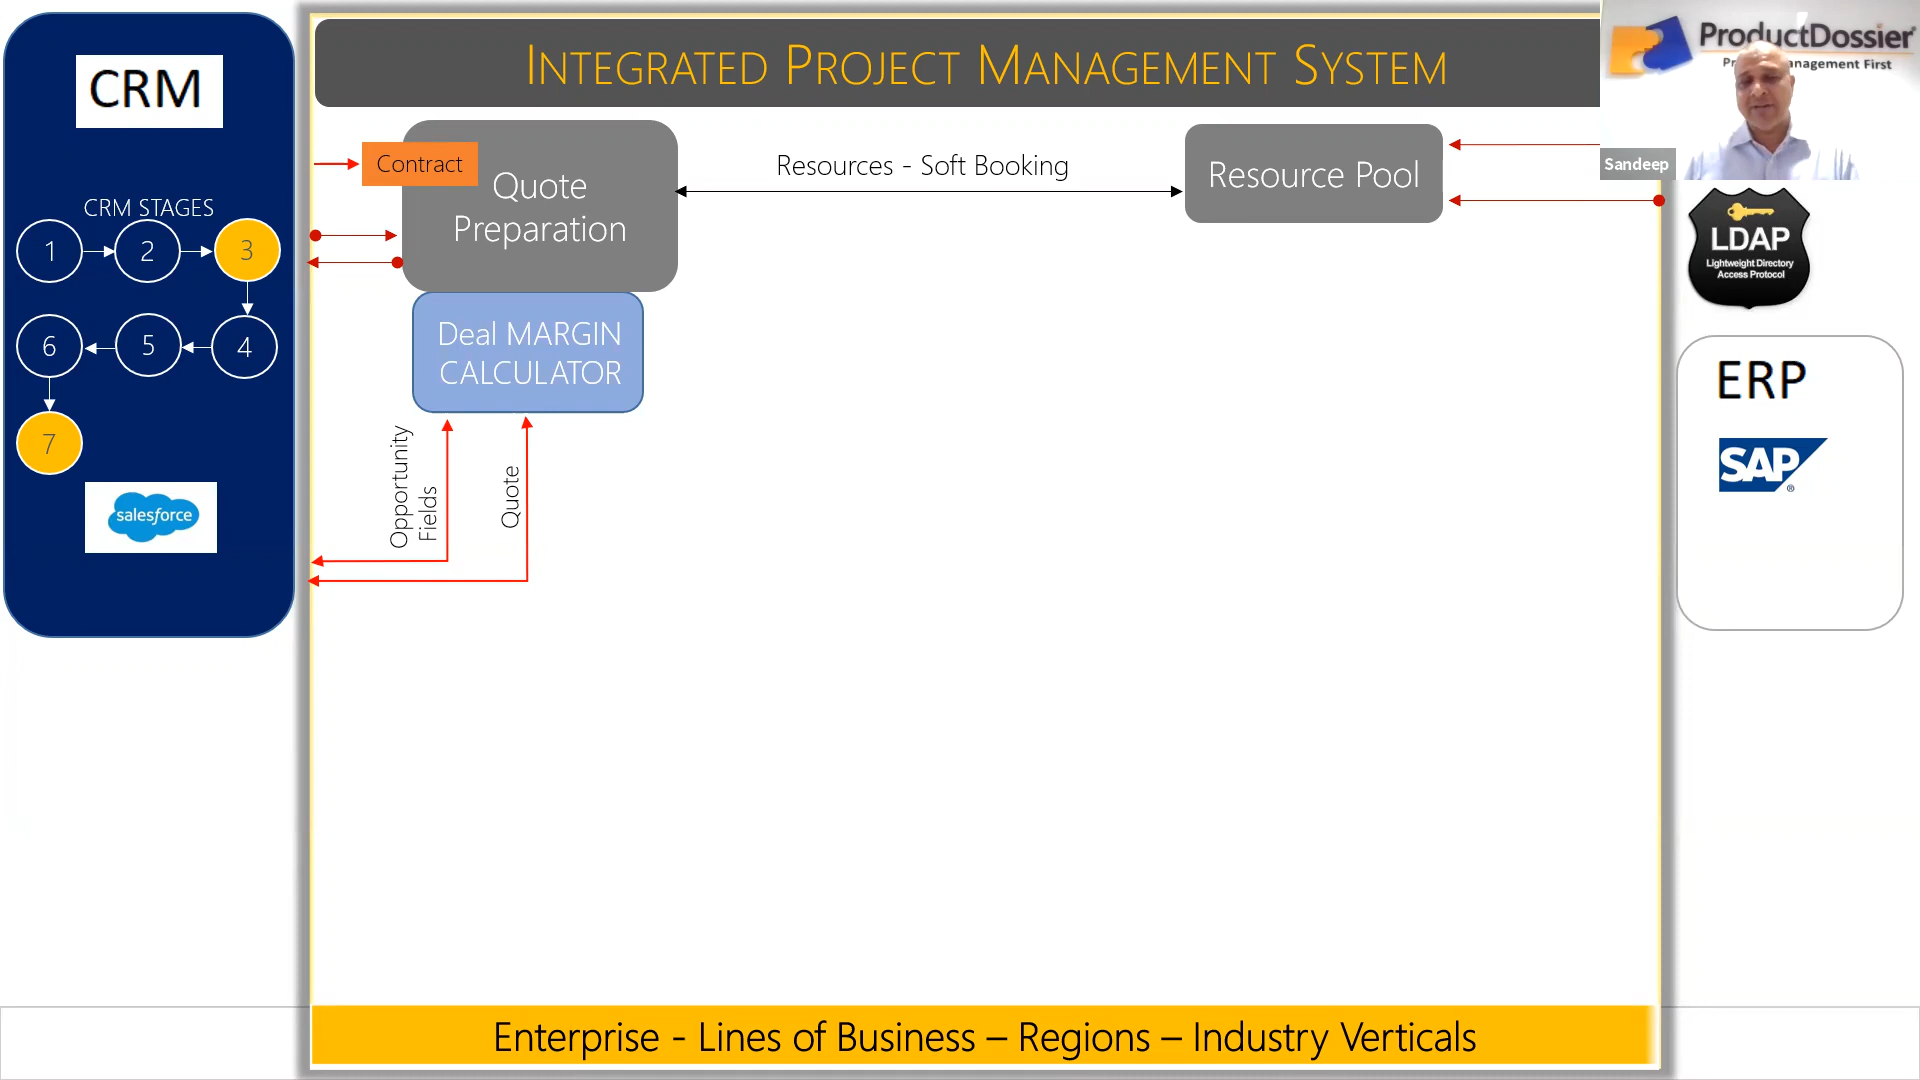 CRM
CRM STAGES
1
2
3
6
5
4
7
salesforce
INTEGRATED PROJECT MANAGEMENT SYSTEM
Contract
Quote
Preparation
Resources - Soft Booking
Resource Pool
Deal MARGIN
CALCULATOR
Opportunity
Fields
Quote
ProductDossier
Management First
Sandeep
LDAP
Lightweight Directory
Access Protocol
ERP
SAP
®
Enterprise - Lines of Business – Regions – Industry Verticals